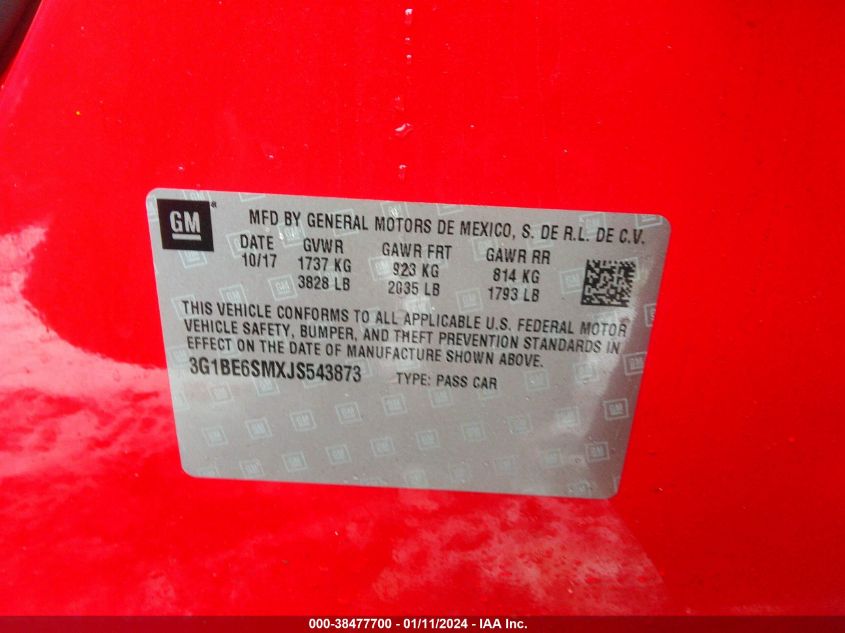 GM ® MFD BY GENERAL MOTORS DE MEXICO, S. DE R.L. DE C.V.
DATE GVWR GAWR FRT GAWR RR
10/17 1737 KG 923 KG 814 KG
3828 LB 2035 LB 1793 LB
THIS VEHICLE CONFORMS TO ALL APPLICABLE U.S. FEDERAL MOTOR
VEHICLE SAFETY, BUMPER, AND THEFT PREVENTION STANDARDS IN
EFFECT ON THE DATE OF MANUFACTURE SHOWN ABOVE.
3G1BE6SMXJS543873 TYPE: PASS CAR
000-38477700 - 01/11/2024 - IAA Inc.